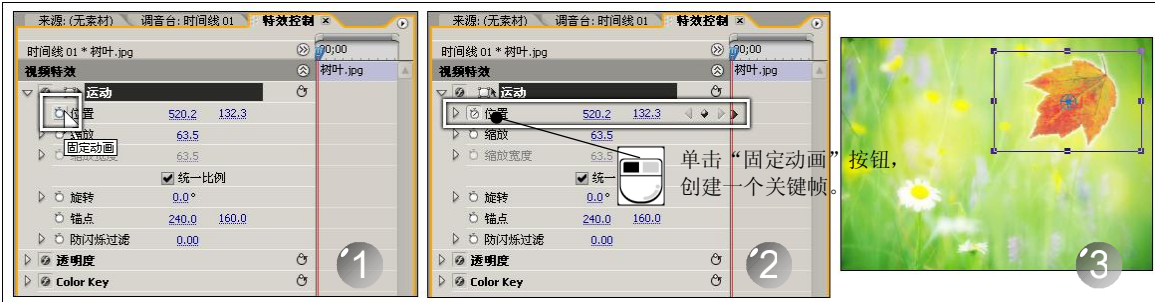 来源: (无素材) 调音台: 时间线 01 特效控制 ×
时间线 01 * 树叶.jpg 00;00
视频特效 树叶.jpg
运动
位置 520.2 132.3
缩放 63.5
固定动画
缩放宽度 63.5
统一比例
旋转 0.0°
锚点 240.0 160.0
防闪烁过滤 0.00
透明度
Color Key
1
来源: (无素材) 调音台: 时间线 01 特效控制 ×
时间线 01 * 树叶.jpg 00;00
视频特效 树叶.jpg
运动
位置 520.2 132.3
缩放 63.5
缩放宽度 63.5
统一
旋转 0.0°
锚点 240.0 160.0
防闪烁过滤 0.00
透明度
Color Key
2
单击“固定动画”按钮，
创建一个关键帧。
3